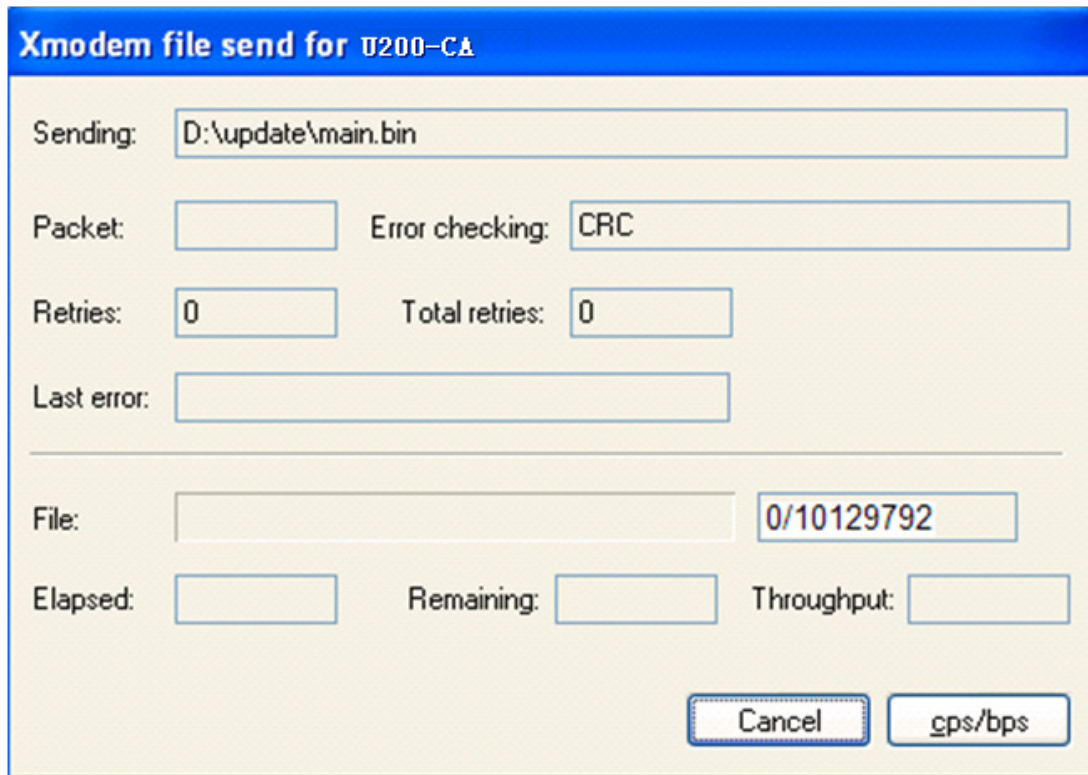 Xmodem file send for U200-CA
Sending: D:\update\main.bin
Packet: Error checking: CRC
Retries: 0 Total retries: 0
Last error:
File: 0/10129792
Elapsed: Remaining: Throughput:
Cancel cps/bps